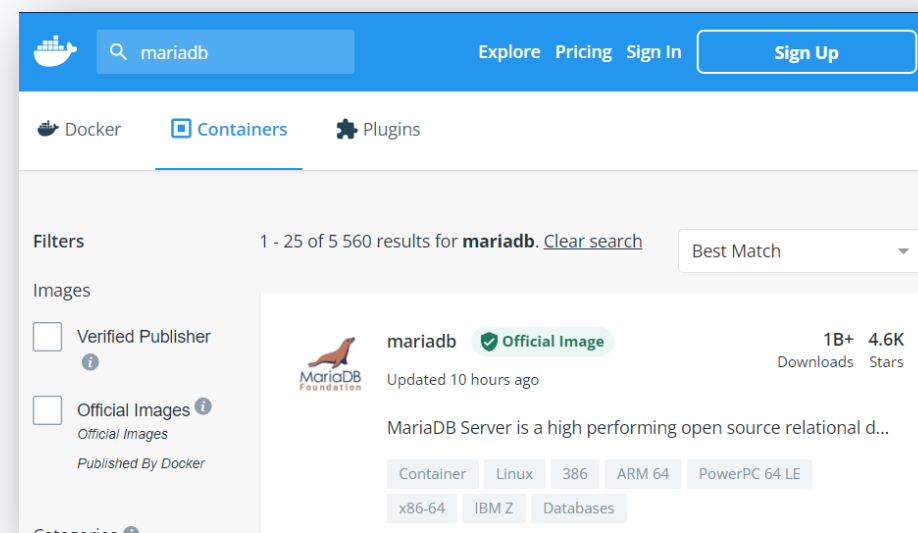 mariadb
Explore Pricing Sign In Sign Up
Docker Containers Plugins
Filters
1 - 25 of 5 560 results for mariadb. Clear search
Best Match
Images
Verified Publisher
Official Images
Official Images
Published By Docker
MariaDB
Foundation
mariadb Official Image
Updated 10 hours ago
1B+ 4.6K
Downloads Stars
MariaDB Server is a high performing open source relational d...
Container Linux 386 ARM 64 PowerPC 64 LE
x86-64 IBM Z Databases
Categories